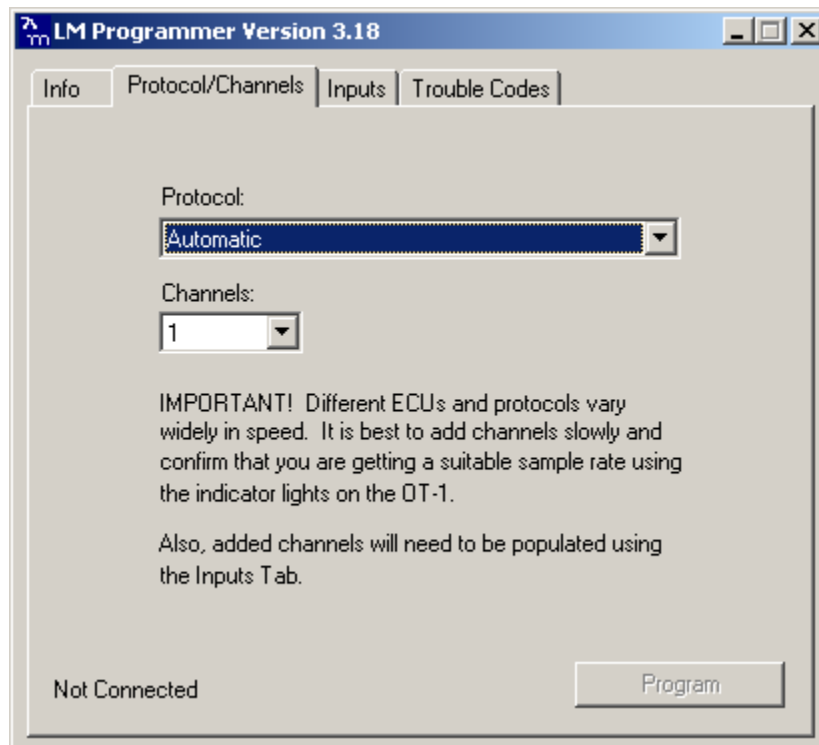 LM Programmer Version 3.18
Info Protocol/Channels Inputs Trouble Codes
Protocol:
Automatic
Channels:
1
IMPORTANT! Different ECUs and protocols vary
widely in speed. It is best to add channels slowly and
confirm that you are getting a suitable sample rate using
the indicator lights on the OT-1.
Also, added channels will need to be populated using
the Inputs Tab.
Not Connected Program